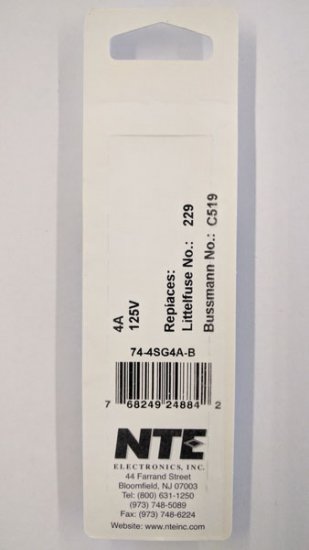 4A
125V
Replaces:
Littelfuse No.: 229
Bussmann No.: C519
74-4SG4A-B
7 68249 24884 2
NTE
ELECTRONICS, INC.
44 Farrand Street
Bloomfield, NJ 07003
Tel: (800) 631-1250
(973) 748-5089
Fax: (973) 748-6224
Website: www.nteinc.com